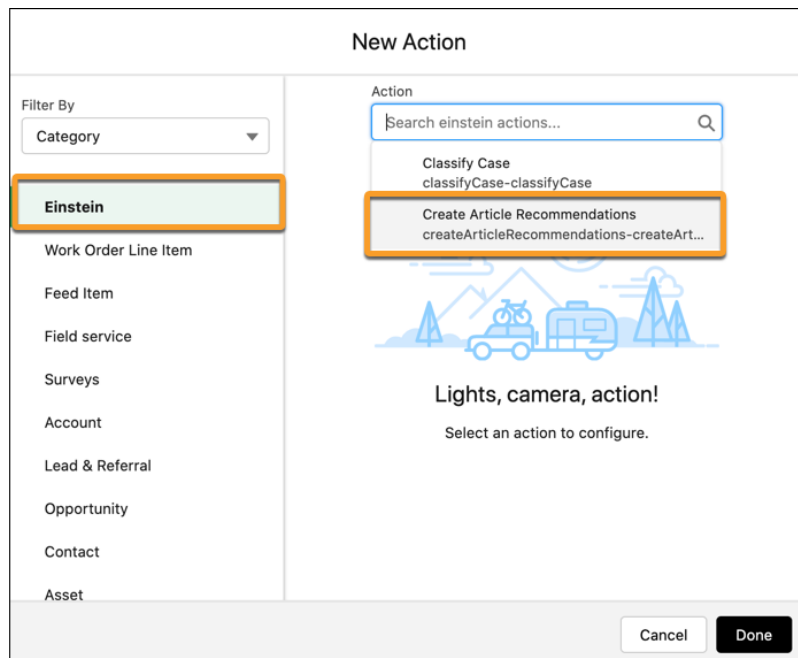 New Action
Filter By
Category
Einstein
Work Order Line Item
Feed Item
Field service
Surveys
Account
Lead & Referral
Opportunity
Contact
Asset
Action
Search einstein actions...
Classify Case
classifyCase-classifyCase
Create Article Recommendations
createArticleRecommendations-createArt...
Lights, camera, action!
Select an action to configure.
Cancel
Done